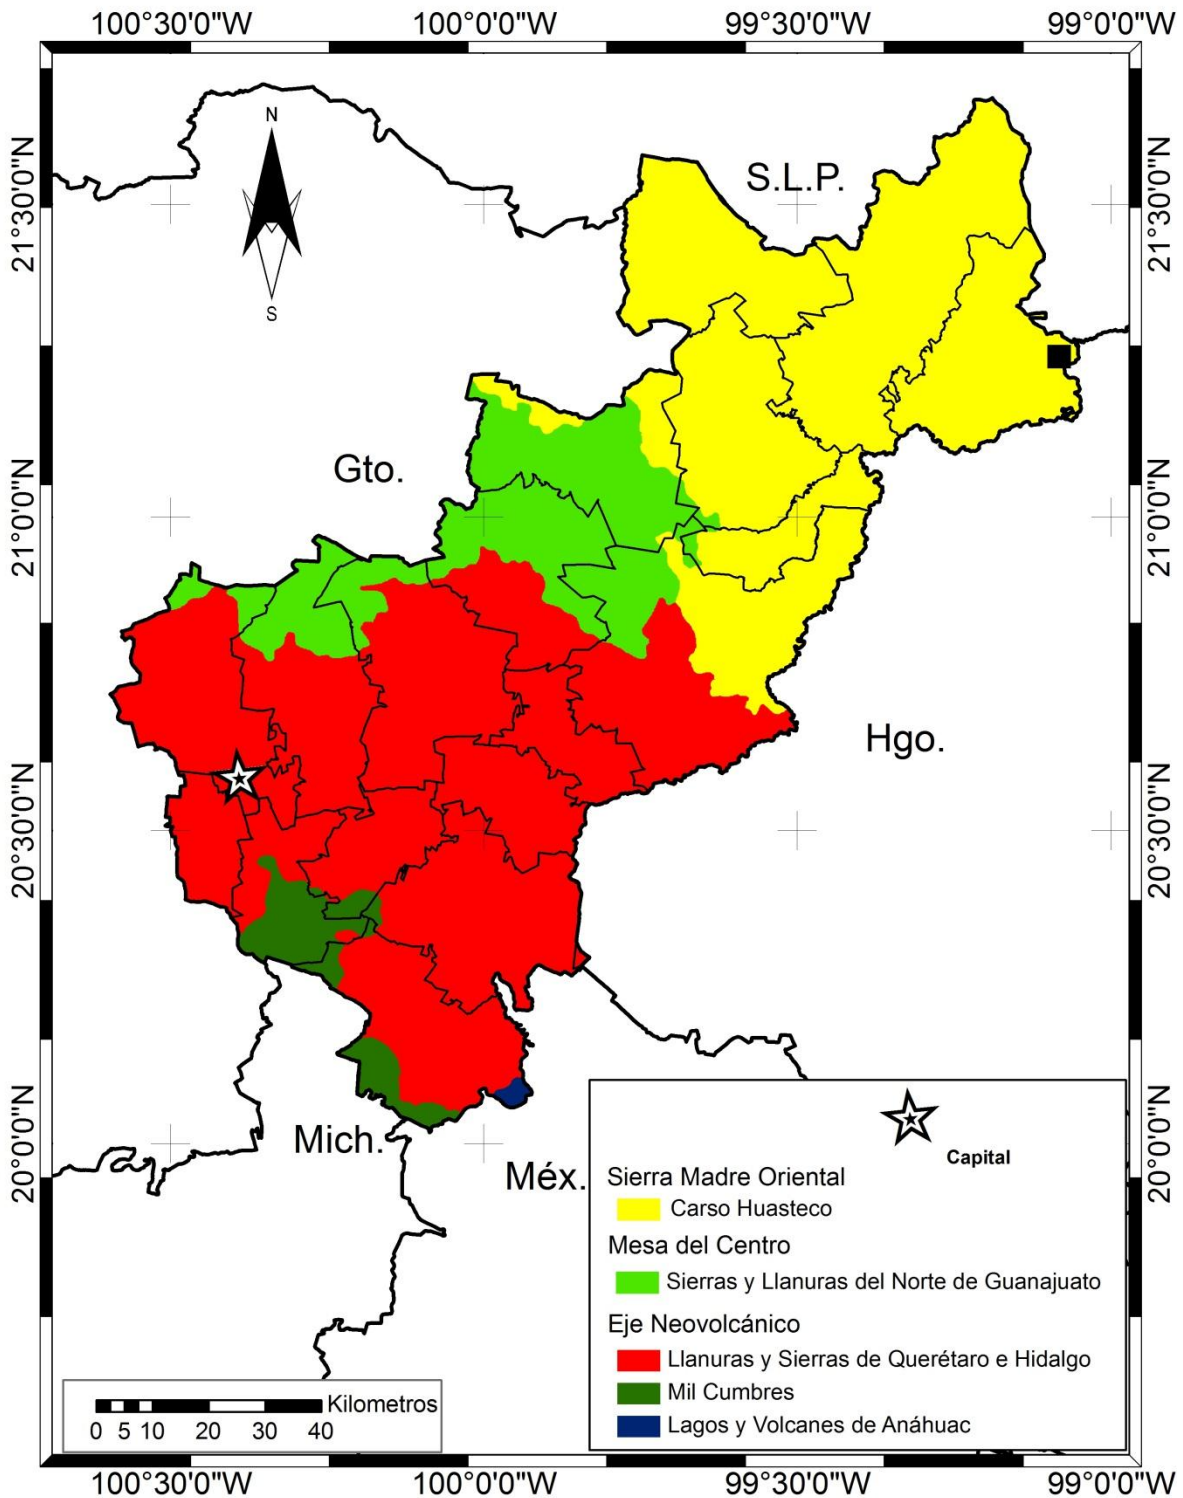 100°30'0"W 100°0'0"W 99°30'0"W 99°0'0"W
N
S
S.L.P.
21°30'0"N 21°30'0"N
Gto.
21°0'0"N 21°0'0"N
Hgo.
20°30'0"N 20°30'0"N
Mich.
Méx.
20°0'0"N 20°0'0"N
Capital
Sierra Madre Oriental
Carso Huasteco
Mesa del Centro
Sierras y Llanuras del Norte de Guanajuato
Eje Neovolcánico
Llanuras y Sierras de Querétaro e Hidalgo
Mil Cumbres
Lagos y Volcanes de Anáhuac
Kilometros
0 5 10 20 30 40
100°30'0"W 100°0'0"W 99°30'0"W 99°0'0"W